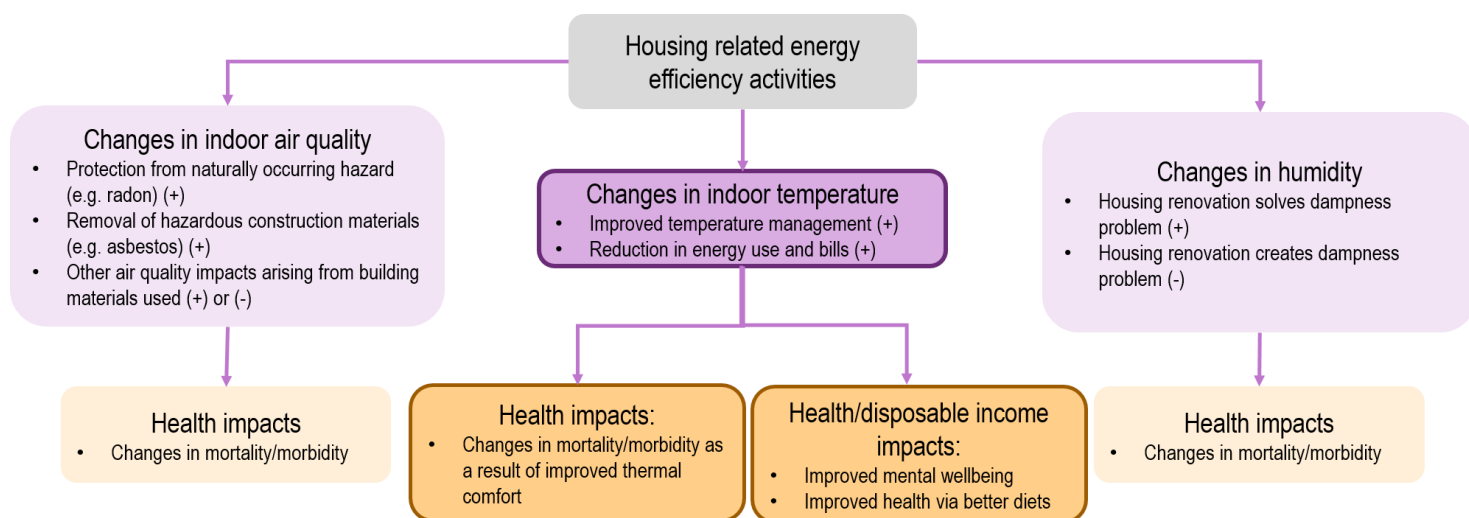 Housing related energy
efficiency activities
Changes in indoor air quality
• Protection from naturally occurring hazard
(e.g. radon) (+)
• Removal of hazardous construction materials
(e.g. asbestos) (+)
• Other air quality impacts arising from building
materials used (+) or (-)
Changes in indoor temperature
• Improved temperature management (+)
• Reduction in energy use and bills (+)
Changes in humidity
• Housing renovation solves dampness
problem (+)
• Housing renovation creates dampness
problem (-)
Health impacts
• Changes in mortality/morbidity
Health impacts:
• Changes in mortality/morbidity as
a result of improved thermal
comfort
Health/disposable income
impacts:
• Improved mental wellbeing
• Improved health via better diets
Health impacts
• Changes in mortality/morbidity